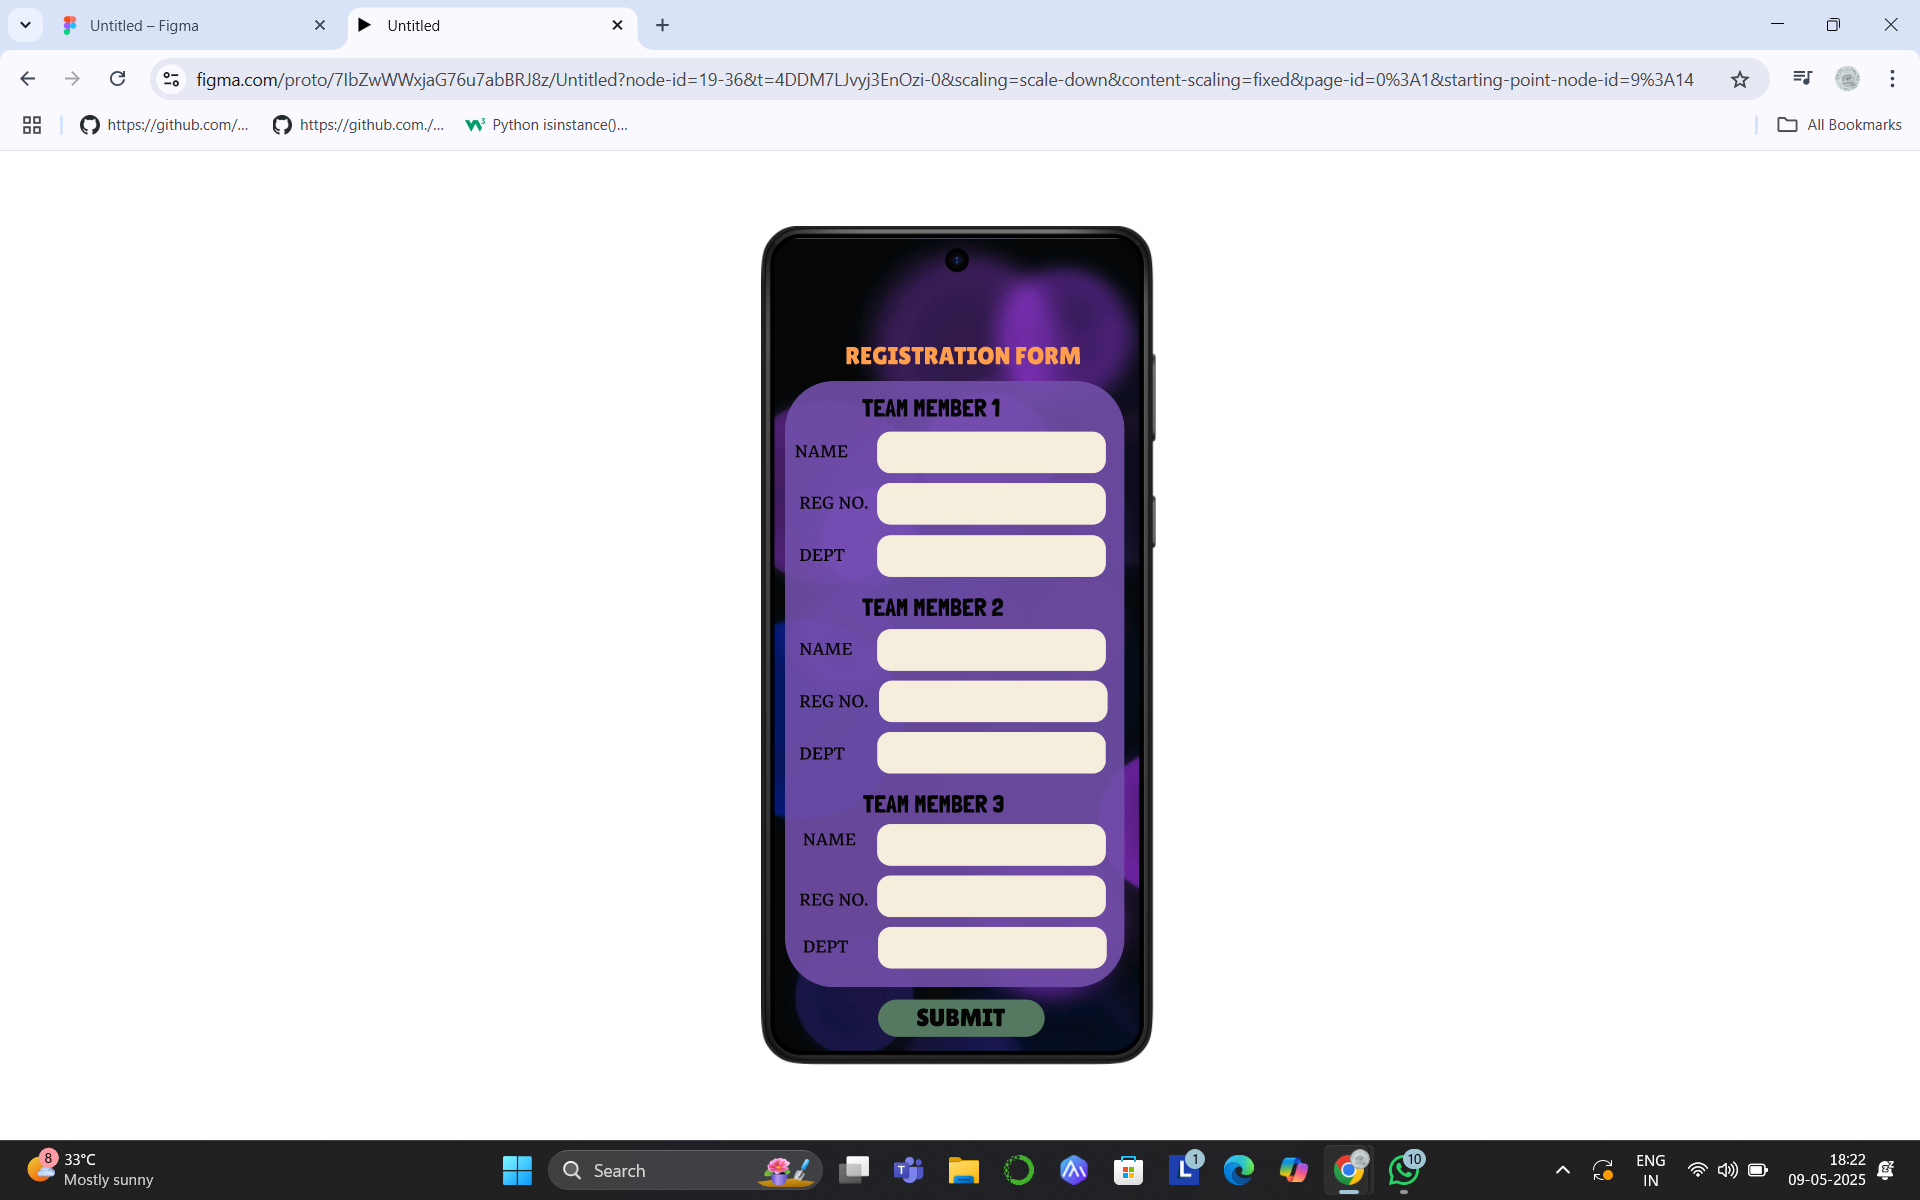 Untitled – Figma
Untitled
figma.com/proto/7IbZwWWxjaG76u7abBRJ8z/Untitled?node-id=19-36&t=4DDM7LJvyj3EnOzi-0&scaling=scale-down&content-scaling=fixed&page-id=0%3A1&starting-point-node-id=9%3A14
https://github.com/...
https://github.com./...
Python isinstance()...
All Bookmarks
REGISTRATION FORM
TEAM MEMBER 1
NAME
REG NO.
DEPT
TEAM MEMBER 2
NAME
REG NO.
DEPT
TEAM MEMBER 3
NAME
REG NO.
DEPT
SUBMIT
8
33°C
Mostly sunny
Search
1
10
ENG
IN
18:22
09-05-2025